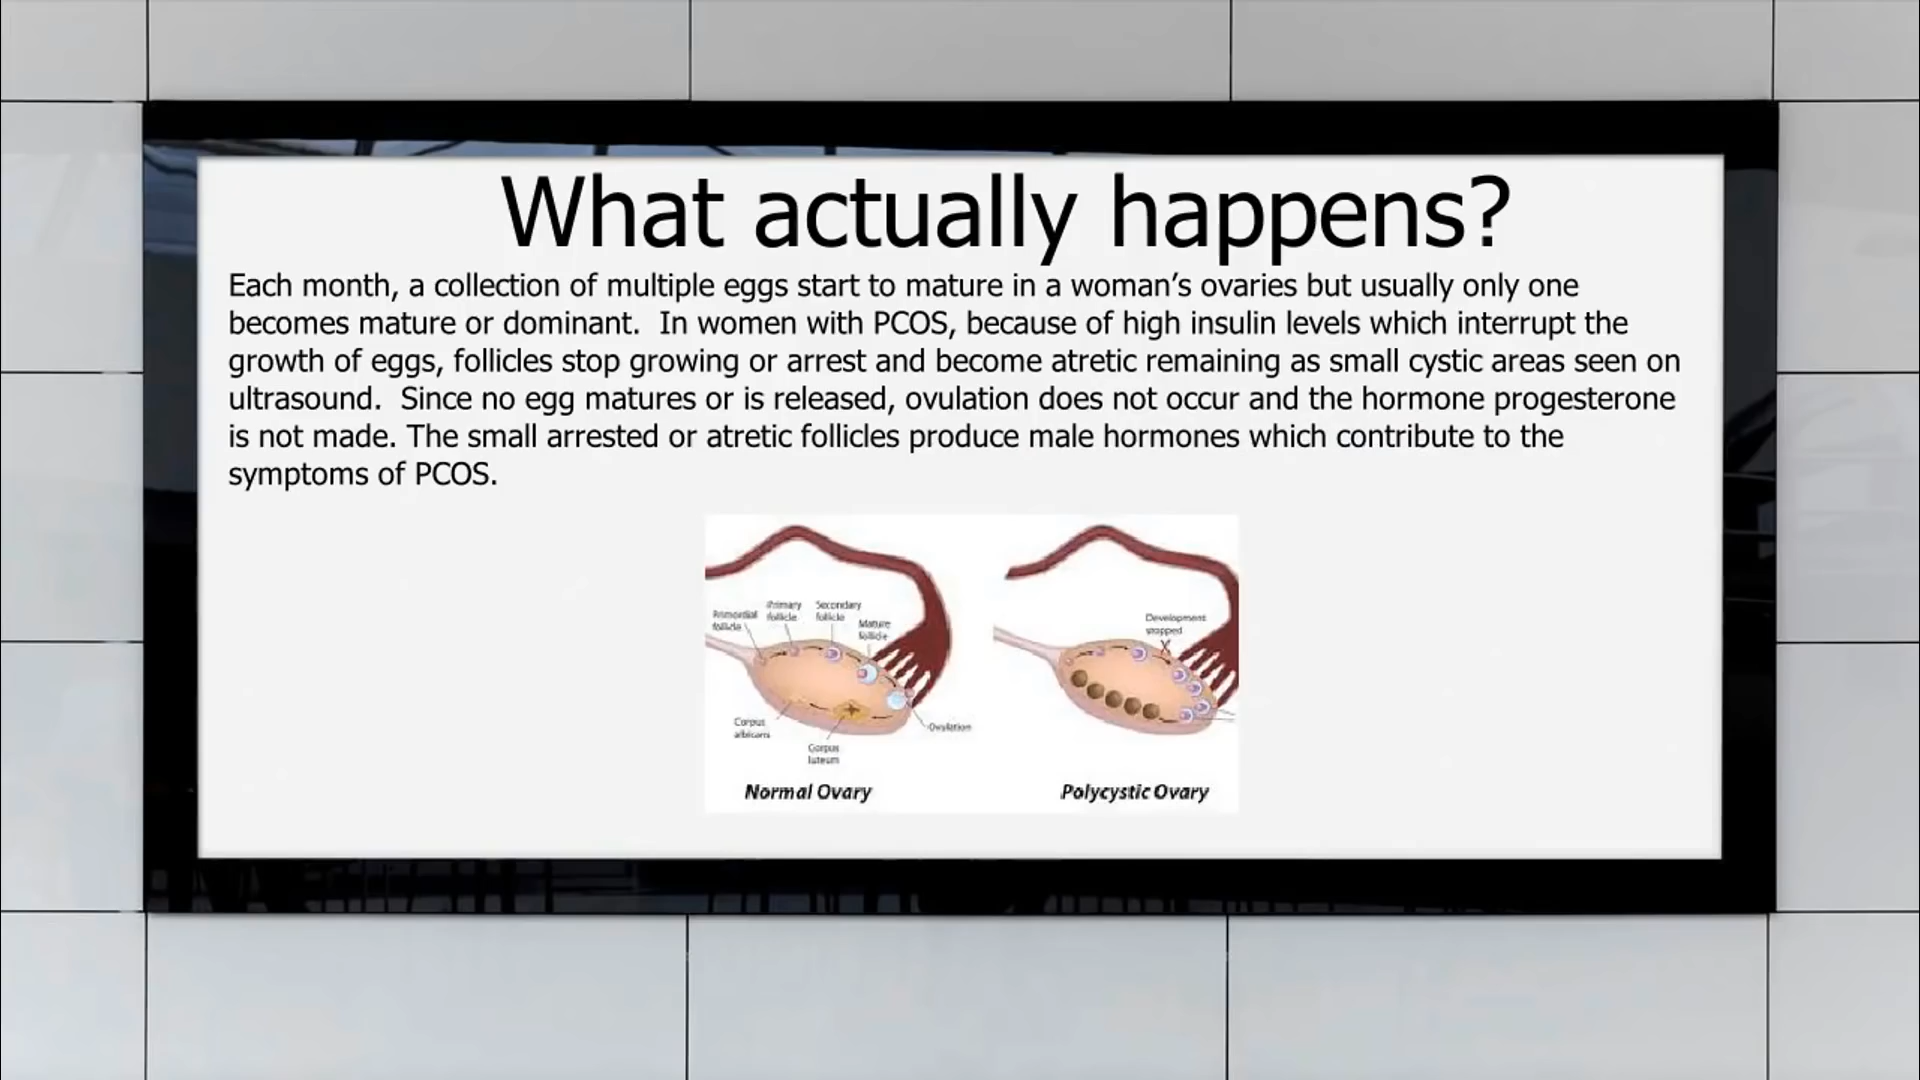 What actually happens?
Each month, a collection of multiple eggs start to mature in a woman's ovaries but usually only one
becomes mature or dominant.  In women with PCOS, because of high insulin levels which interrupt the
growth of eggs, follicles stop growing or arrest and become atretic remaining as small cystic areas seen on
ultrasound.  Since no egg matures or is released, ovulation does not occur and the hormone progesterone
is not made. The small arrested or atretic follicles produce male hormones which contribute to the
symptoms of PCOS.
Primordial
follicle
Primary
follicle
Secondary
follicle
Mature
follicle
Corpus
albicans
Corpus
luteum
Ovulation
Normal Ovary
Development
stopped
X
Polycystic Ovary